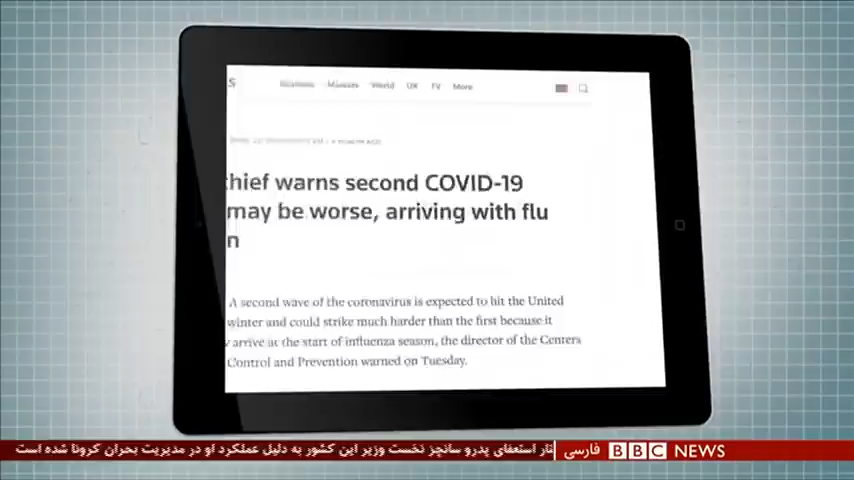 S
Business Markets World UK TV More
hief warns second COVID-19
may be worse, arriving with flu
n
A second wave of the coronavirus is expected to hit the United
winter and could strike much harder than the first because it
arrive at the start of influenza season, the director of the Centers
Control and Prevention warned on Tuesday.
تار استعفای پدرو سانچز نخست وزیر این کشور به دلیل عملکرد او در مدیریت بحران کرونا شده است
فارسی BBC NEWS